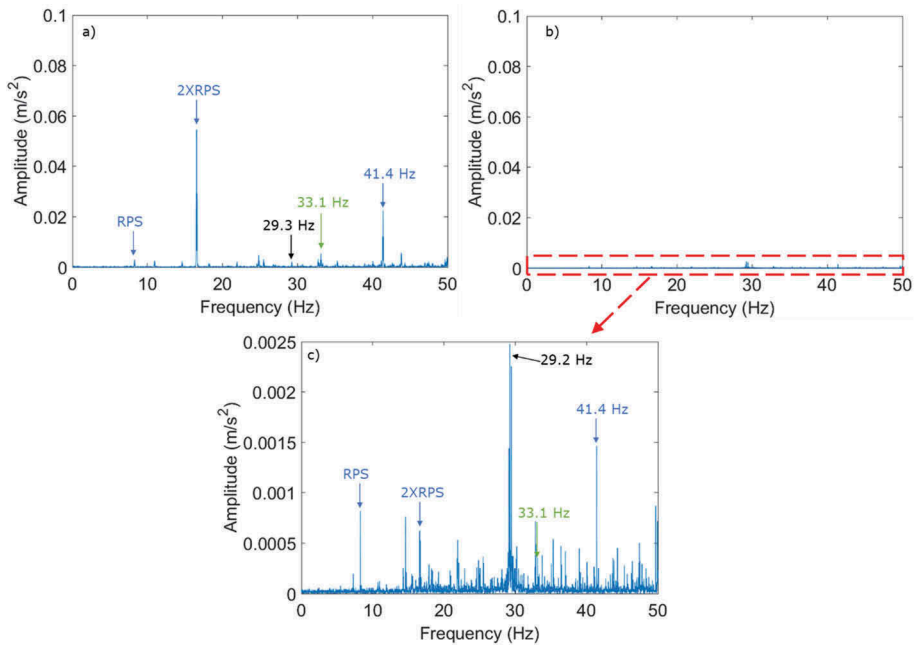 a)
0.1
0.08
0.06
0.04
0.02
0
Amplitude (m/s²)
RPS
2XRPS
29.3 Hz
33.1 Hz
41.4 Hz
0 10 20 30 40 50
Frequency (Hz)
b)
0.1
0.08
0.06
0.04
0.02
0
Amplitude (m/s²)
0 10 20 30 40 50
Frequency (Hz)
c)
0.0025
0.002
0.0015
0.001
0.0005
0
Amplitude (m/s²)
RPS
2XRPS
29.2 Hz
33.1 Hz
41.4 Hz
0 10 20 30 40 50
Frequency (Hz)